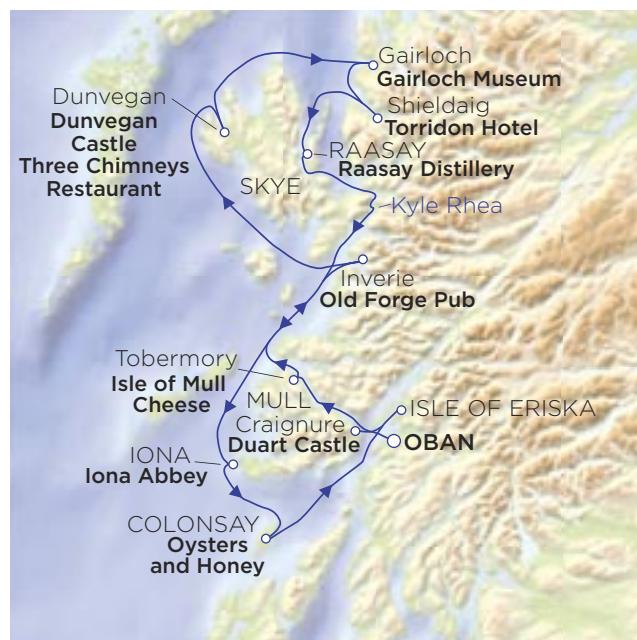 Gairloch
Gairloch Museum
Dunvegan
Dunvegan
Castle
Three Chimneys
Restaurant
Shieldaig
Torridon Hotel
RAASAY
Raasay Distillery
SKYE
Kyle Rhea
Inverie
Old Forge Pub
Tobermory
Isle of Mull
Cheese
MULL
ISLE OF ERISKA
Craignure
Duart Castle
OBAN
IONA
Iona Abbey
COLONSAY
Oysters
and Honey